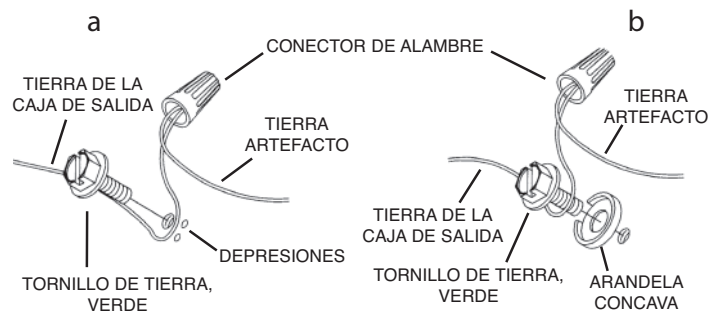 a
b
CONECTOR DE ALAMBRE
TIERRA DE LA
CAJA DE SALIDA
TIERRA
ARTEFACTO
TIERRA
ARTEFACTO
DEPRESIONES
TORNILLO DE TIERRA,
VERDE
TIERRA DE LA
CAJA DE SALIDA
TORNILLO DE TIERRA,
VERDE
ARANDELA
CONCAVA